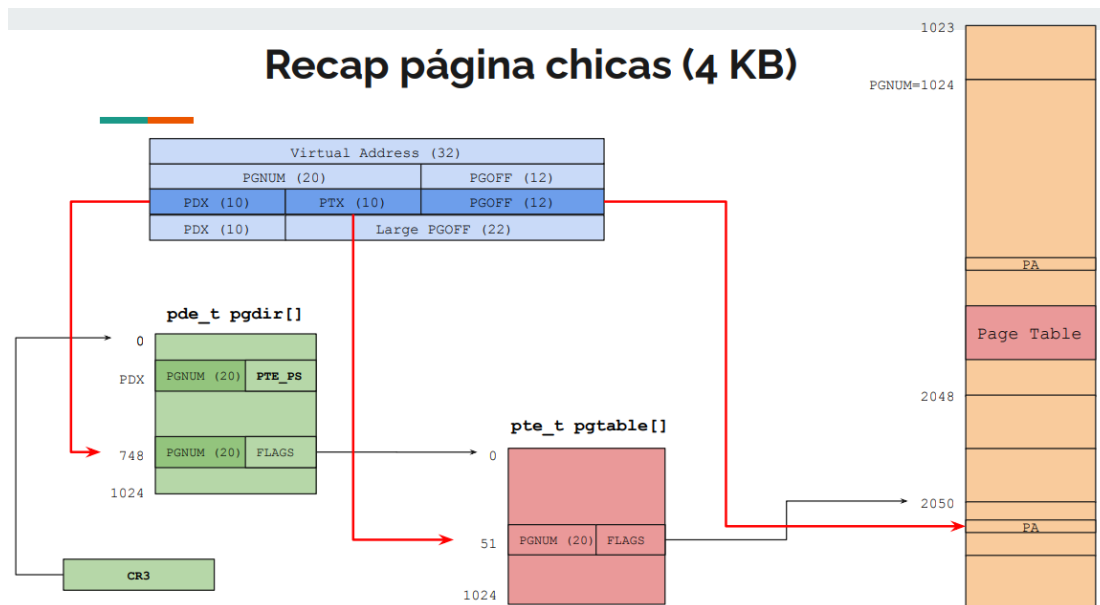 Recap página chicas (4 KB)
Virtual Address (32)
PGNUM (20) PGOFF (12)
PDX (10) PTX (10) PGOFF (12)
PDX (10) Large PGOFF (22)
pde_t pgdir[]
0
PDX PGNUM (20) PTE_PS
748 PGNUM (20) FLAGS
1024
CR3
pte_t pgtable[]
0
51 PGNUM (20) FLAGS
1024
1023
PGNUM=1024
PA
Page Table
2048
2050
PA